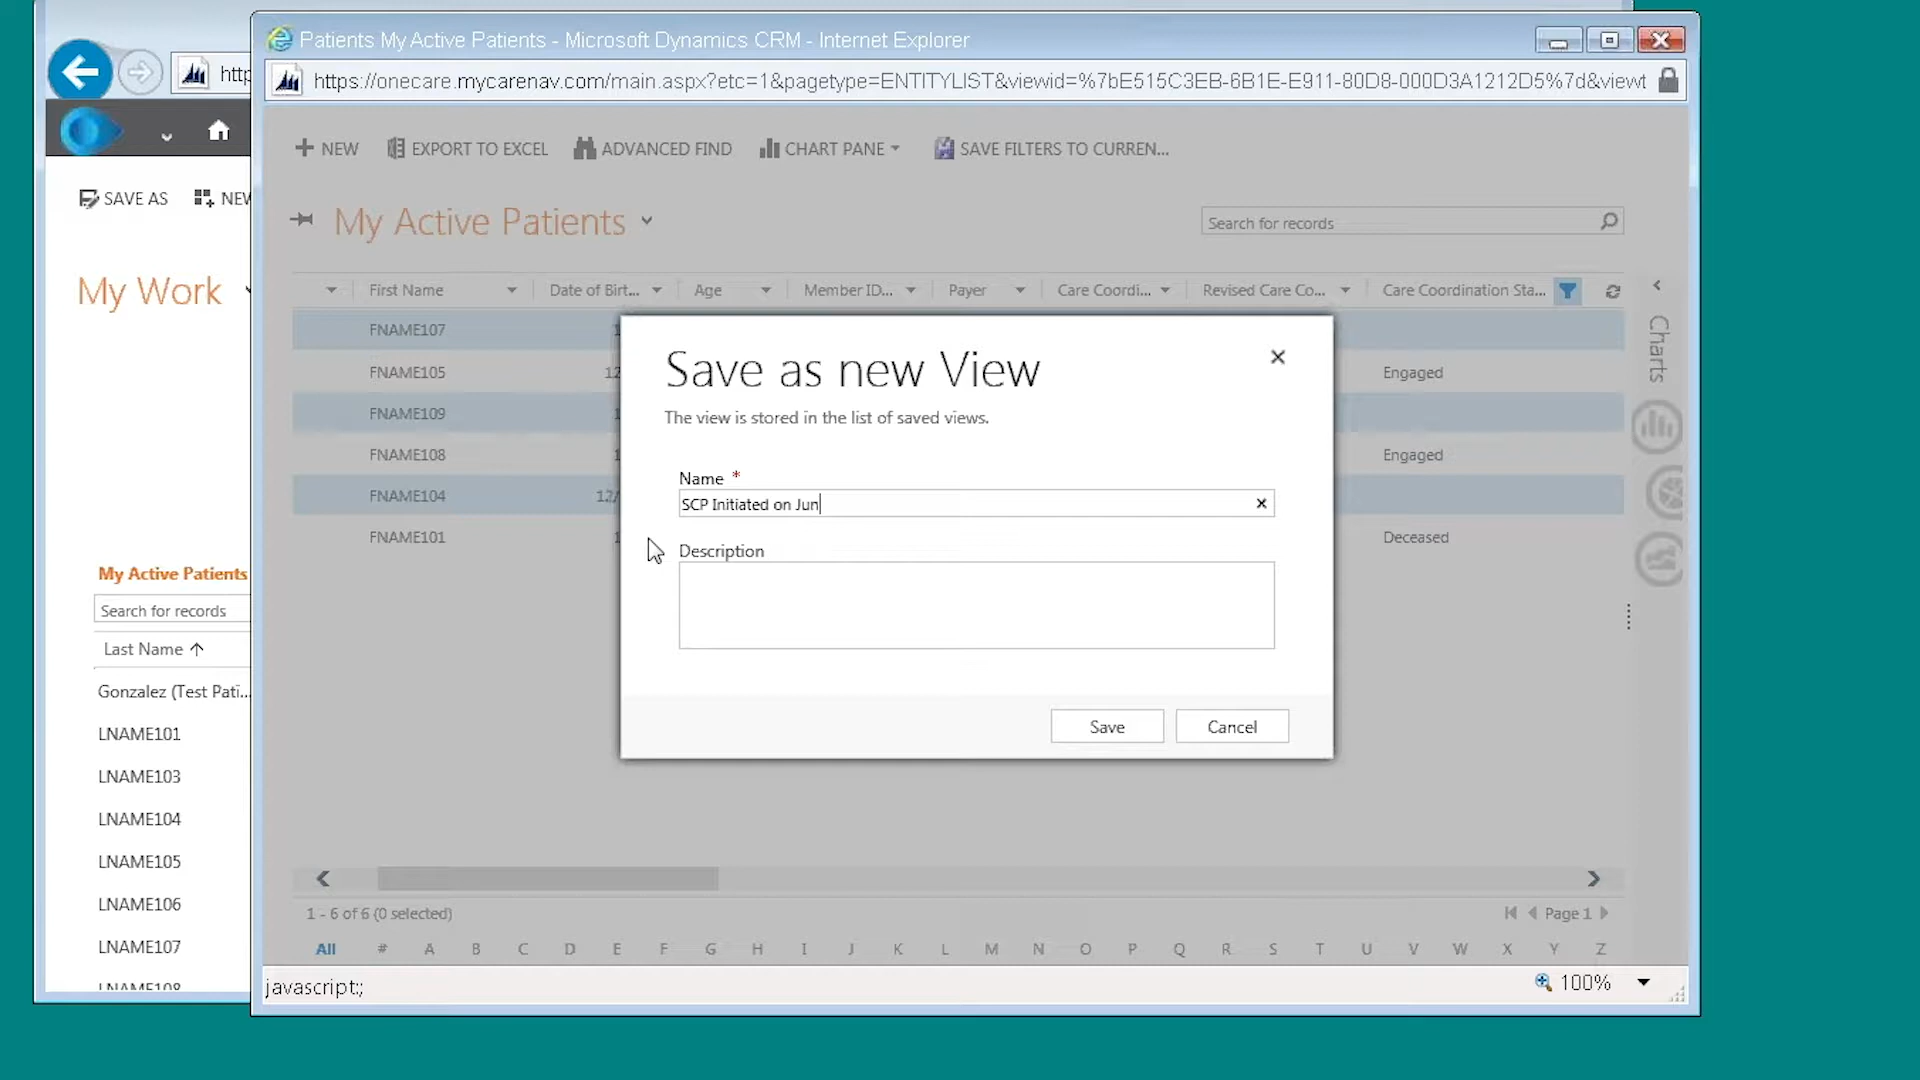 Patients My Active Patients - Microsoft Dynamics CRM - Internet Explorer
http
https://onecare.mycarenav.com/main.aspx?etc=1&pagetype=ENTITYLIST&viewid=%7bE515C3EB-6B1E-E911-80D8-000D3A1212D5%7d&viewt
NEW
EXPORT TO EXCEL
ADVANCED FIND
CHART PANE
SAVE FILTERS TO CURREN...
SAVE AS
NEW
My Active Patients
Search for records
My Work
First Name
Date of Birt...
Age
Member ID...
Payer
Care Coordi...
Revised Care Co...
Care Coordination Sta...
Charts
FNAME107
FNAME105
12
Engaged
FNAME109
FNAME108
Engaged
FNAME104
12/
FNAME101
Deceased
Save as new View
The view is stored in the list of saved views.
Name *
SCP Initiated on Jun
Description
Save
Cancel
My Active Patients
Search for records
Last Name
Gonzalez (Test Pati...
LNAME101
LNAME103
LNAME104
LNAME105
LNAME106
LNAME107
LNAME108
1 - 6 of 6 (0 selected)
Page 1
All # A B C D E F G H I J K L M N O P Q R S T U V W X Y Z
javascript:;
100%